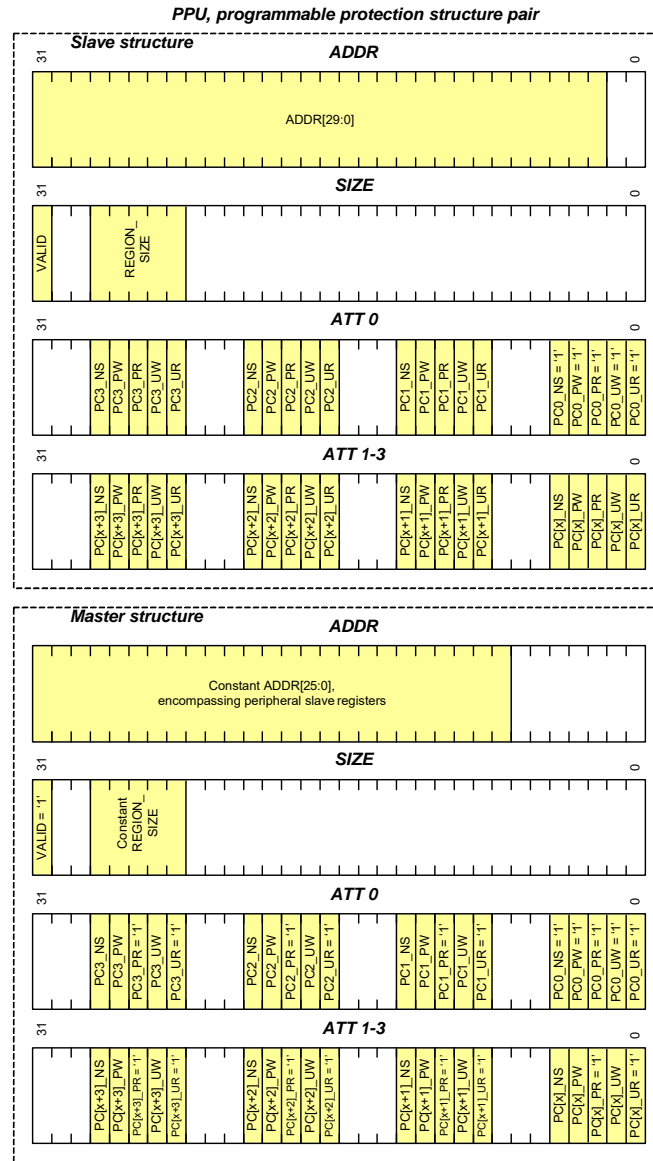 PPU, programmable protection structure pair
Slave structure
ADDR
31
0
ADDR[29:0]
SIZE
31
0
VALID
REGION_
SIZE
ATT 0
31
0
PC3_NS
PC3_PW
PC3_PR
PC3_UW
PC3_UR
PC2_NS
PC2_PW
PC2_PR
PC2_UW
PC2_UR
PC1_NS
PC1_PW
PC1_PR
PC1_UW
PC1_UR
PC0_NS = '1'
PC0_PW = '1'
PC0_PR = '1'
PC0_UW = '1'
PC0_UR = '1'
ATT 1-3
31
0
PC[x+3]_NS
PC[x+3]_PW
PC[x+3]_PR
PC[x+3]_UW
PC[x+3]_UR
PC[x+2]_NS
PC[x+2]_PW
PC[x+2]_PR
PC[x+2]_UW
PC[x+2]_UR
PC[x+1]_NS
PC[x+1]_PW
PC[x+1]_PR
PC[x+1]_UW
PC[x+1]_UR
PC[x]_NS
PC[x]_PW
PC[x]_PR
PC[x]_UW
PC[x]_UR
Master structure
ADDR
Constant ADDR[25:0],
encompassing peripheral slave registers
SIZE
31
0
VALID = '1'
Constant
REGION_
SIZE
ATT 0
31
0
PC3_NS
PC3_PW
PC3_PR = '1'
PC3_UW
PC3_UR = '1'
PC2_NS
PC2_PW
PC2_PR = '1'
PC2_UW
PC2_UR = '1'
PC1_NS
PC1_PW
PC1_PR = '1'
PC1_UW
PC1_UR = '1'
PC0_NS = '1'
PC0_PW = '1'
PC0_PR = '1'
PC0_UW = '1'
PC0_UR = '1'
ATT 1-3
31
0
PC[x+3]_NS
PC[x+3]_PW
PC[x+3]_PR = '1'
PC[x+3]_UW
PC[x+3]_UR = '1'
PC[x+2]_NS
PC[x+2]_PW
PC[x+2]_PR = '1'
PC[x+2]_UW
PC[x+2]_UR = '1'
PC[x+1]_NS
PC[x+1]_PW
PC[x+1]_PR = '1'
PC[x+1]_UW
PC[x+1]_UR = '1'
PC[x]_NS
PC[x]_PW
PC[x]_PR = '1'
PC[x]_UW
PC[x]_UR = '1'